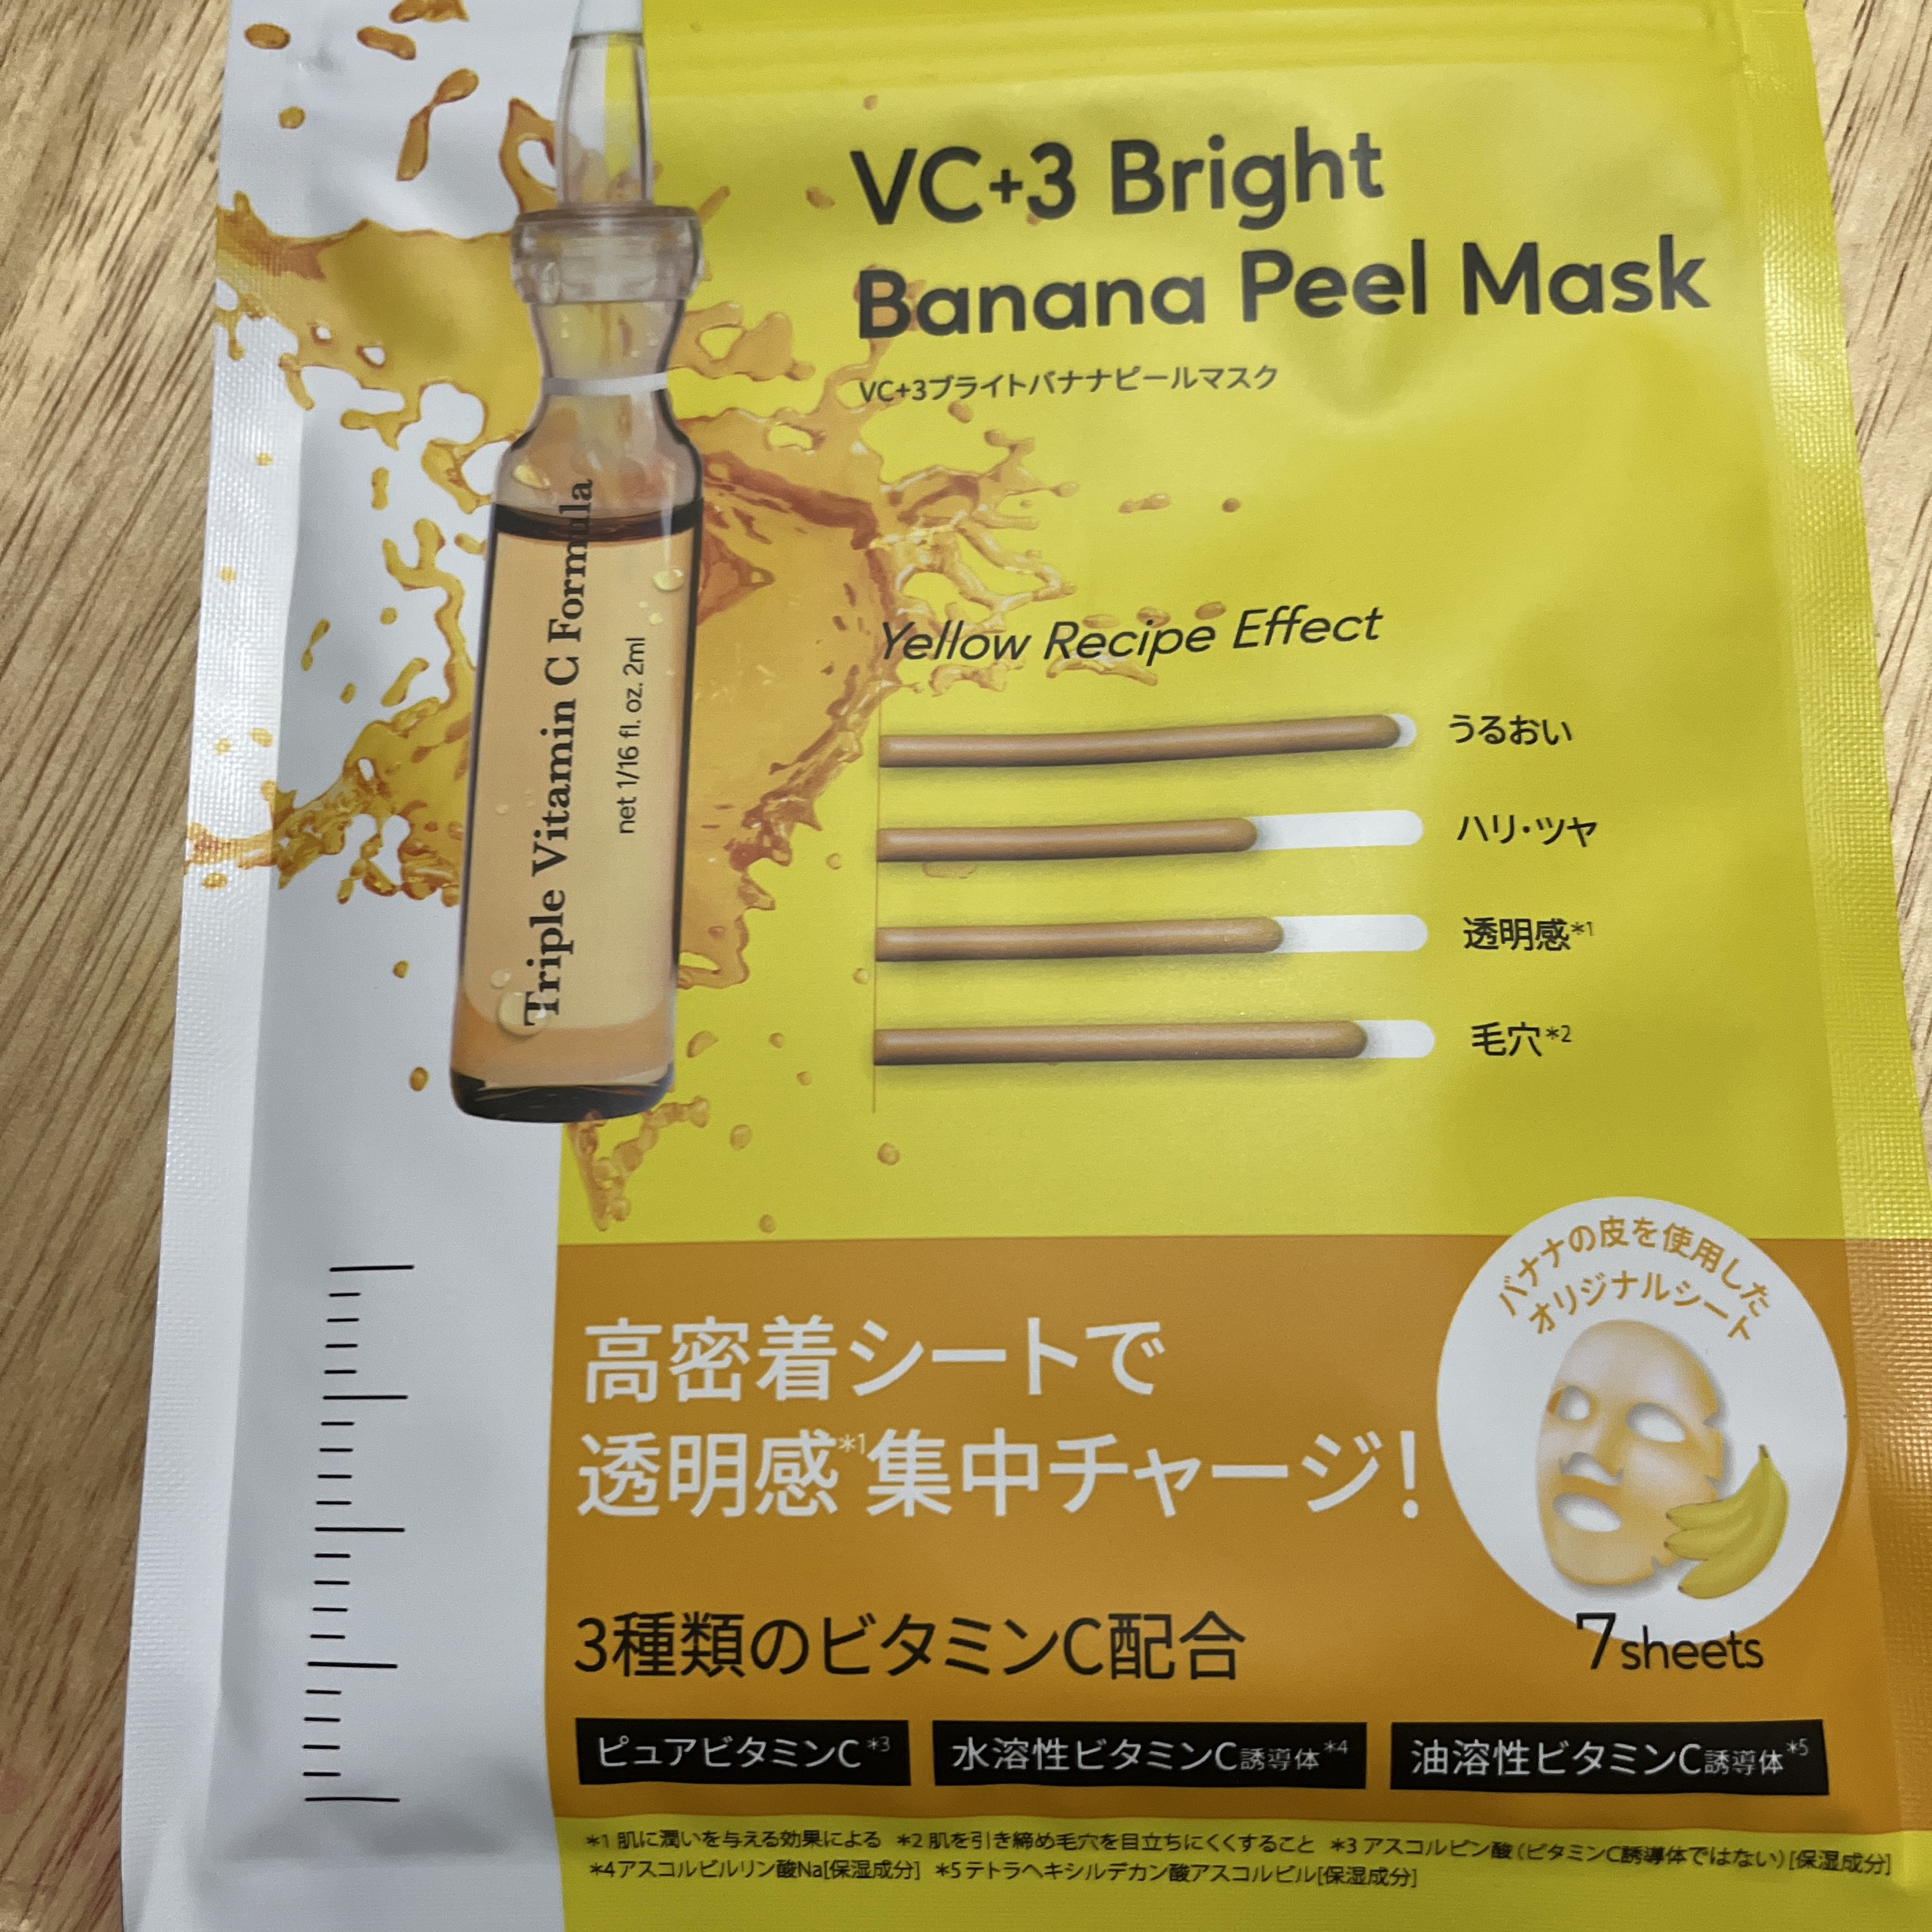 VC+3 Bright
Banana Peel Mask
VC+3ブライトバナナピールマスク
Triple Vitamin C Formula
net 1/16 fl. oz. 2ml
Yellow Recipe Effect
うるおい
ハリ・ツヤ
透明感*1
毛穴*2
バナナの皮を使用した
オリジナルシート
高密着シートで
透明感*1集中チャージ!
3種類のビタミンC配合
7sheets
ピュアビタミンC*3
水溶性ビタミンC誘導体*4
油溶性ビタミンC誘導体*5
*1 肌に潤いを与える効果による *2 肌を引き締め毛穴を目立ちにくくすること *3 アスコルビン酸(ビタミンC誘導体ではない)[保湿成分]
*4アスコルビルリン酸Na[保湿成分] *5テトラヘキシルデカン酸アスコルビル[保湿成分]